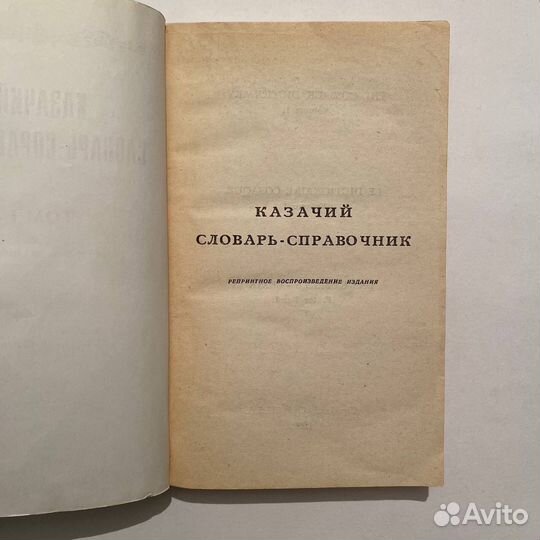 КАЗАЧИЙ
СЛОВАРЬ-СПРАВОЧНИК
РЕПРИНТНОЕ ВОСПРОИЗВЕДЕНИЕ ИЗДАНИЯ
Avito